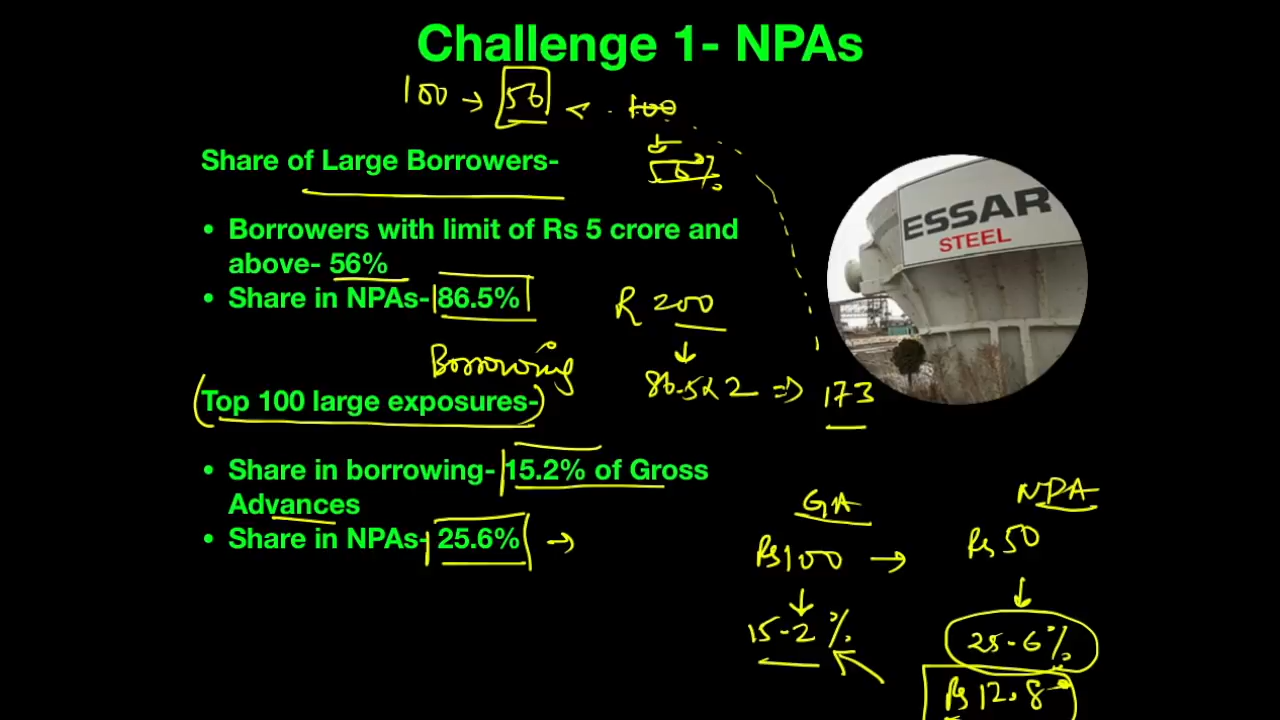 Challenge 1- NPAs
100 → 56 < 100
56%
Share of Large Borrowers-
• Borrowers with limit of Rs 5 crore and
above- 56%
• Share in NPAs- 86.5%
R 200
86.5x2 => 173
Borrowing
Top 100 large exposures-
• Share in borrowing- 15.2% of Gross
Advances
• Share in NPAs- 25.6% →
ESSAR
STEEL
GA NPA
Rs100 → Rs 50
15-2 % 25-6%
Rs 12.8